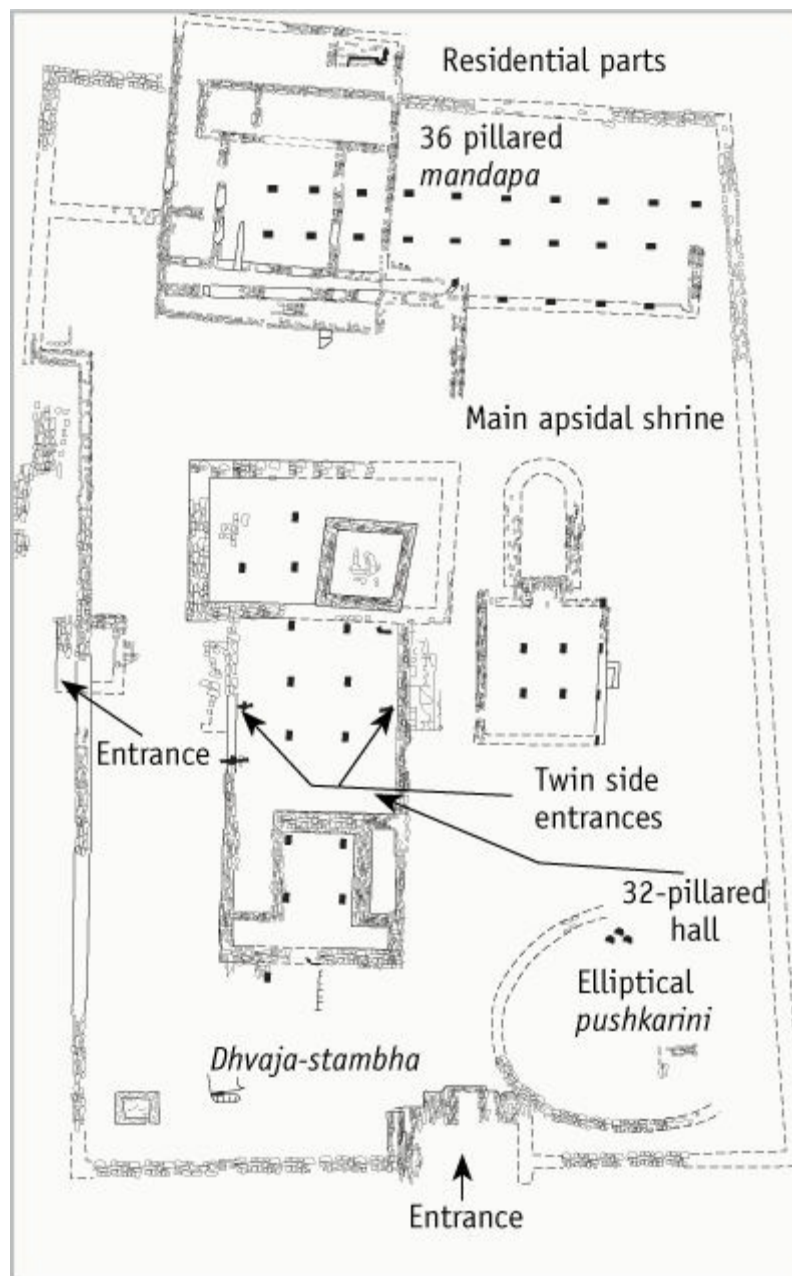 Residential parts
36 pillared
mandapa
Main apsidal shrine
Entrance
Twin side
entrances
32-pillared
hall
Elliptical
pushkarini
Dhvaja-stambha
Entrance